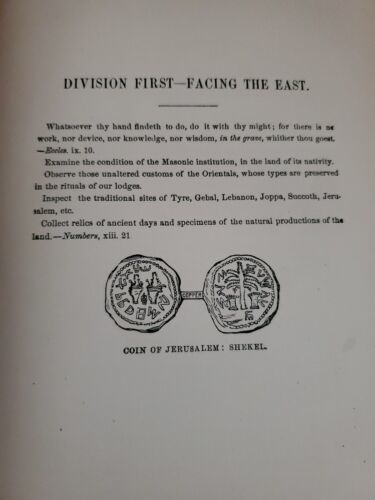 DIVISION FIRST—FACING THE EAST.
Whatsoever thy hand findeth to do, do it with thy might; for there is no
work, nor device, nor knowledge, nor wisdom, in the grave, whither thou goest.
—Eccles. ix. 10.
Examine the condition of the Masonic institution, in the land of its nativity.
Observe those unaltered customs of the Orientals, whose types are preserved
in the rituals of our lodges.
Inspect the traditional sites of Tyre, Gebal, Lebanon, Joppa, Succoth, Jeru-
salem, etc.
Collect relics of ancient days and specimens of the natural productions of the
land.—Numbers, xiii. 21
COPPER
COIN OF JERUSALEM: SHEKEL.